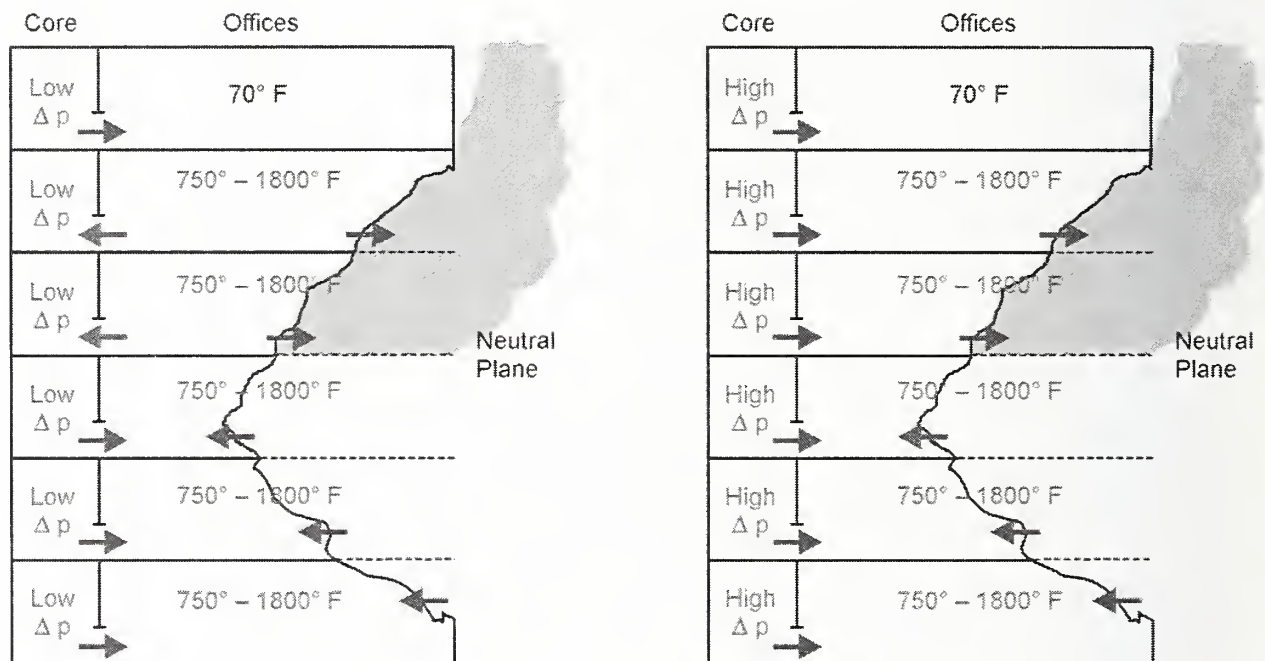 Core Offices
Low
Δ p
70° F
Low
Δ p
750° – 1800° F
Low
Δ p
750° – 1800° F
Neutral
Plane
Low
Δ p
750° – 1800° F
Low
Δ p
750° – 1800° F
Low
Δ p
750° – 1800° F
Core Offices
High
Δ p
70° F
High
Δ p
750° – 1800° F
High
Δ p
750° – 1800° F
Neutral
Plane
High
Δ p
750° – 1800° F
High
Δ p
750° – 1800° F
High
Δ p
750° – 1800° F